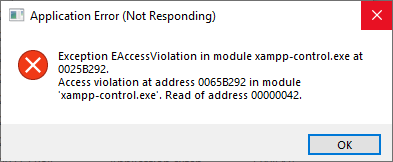 Application Error (Not Responding)
Exception EAccessViolation in module xampp-control.exe at
0025B292.
Access violation at address 0065B292 in module
'xampp-control.exe'. Read of address 00000042.
OK